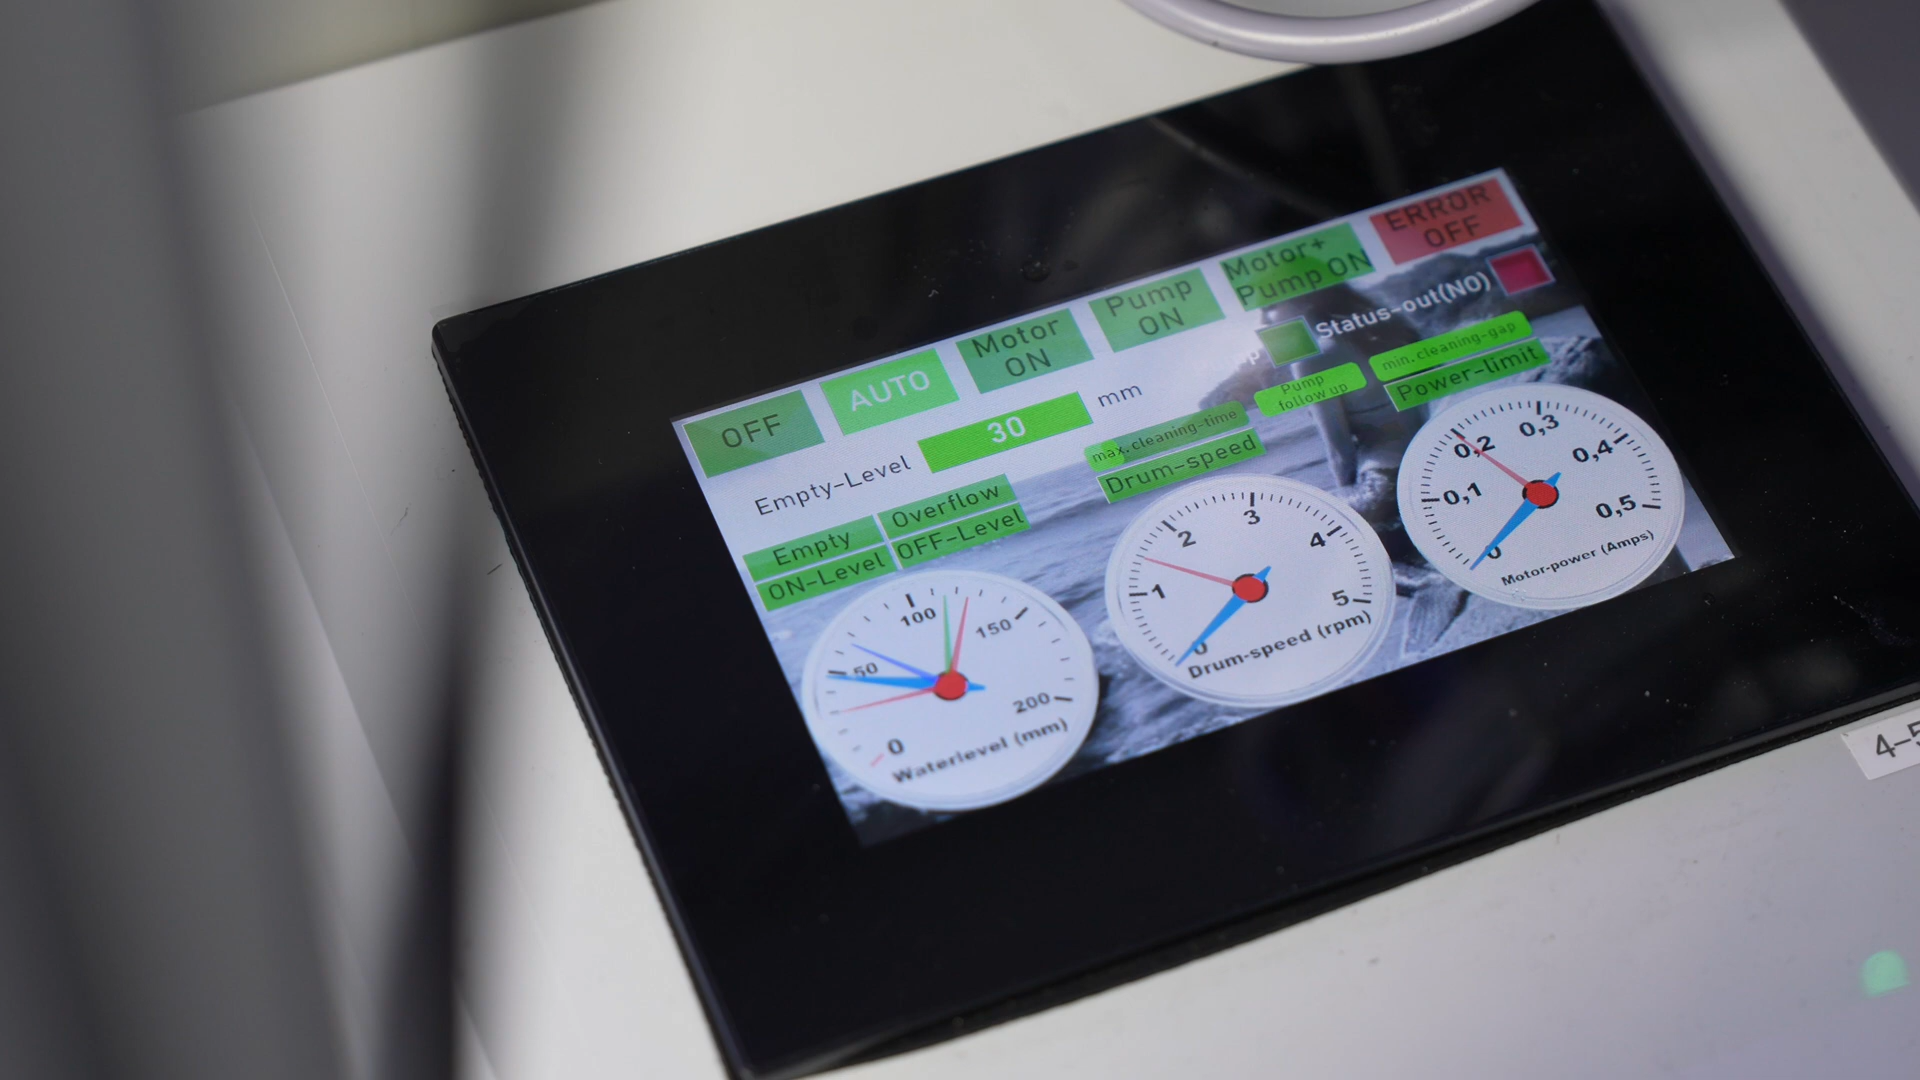 OFF
AUTO
Motor
ON
Pump
ON
Motor+
Pump ON
ERROR
OFF
Empty-Level
30
mm
Status-out(NO)
Empty
ON-Level
Overflow
OFF-Level
max.cleaning-time
Drum-speed
Pump
follow up
min.cleaning-gap
Power-limit
0
50
100
150
200
Waterlevel (mm)
0
1
2
3
4
5
Drum-speed (rpm)
0
0,1
0,2
0,3
0,4
0,5
Motor-power (Amps)